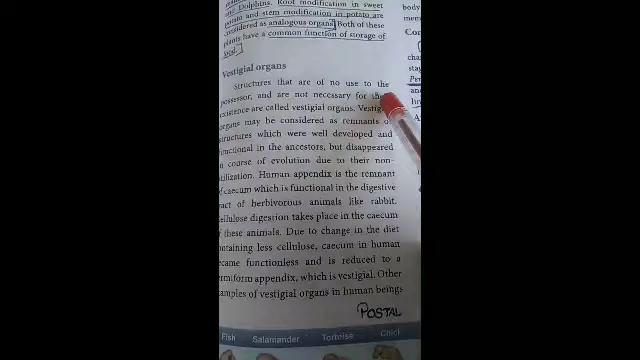 and Dolphins. Root modification in sweet
potato and stem modification in potato are
considered as analogous organs. Both of these
plants have a common function of storage of
food.
Vestigial organs
Structures that are of no use to the
possessor, and are not necessary for their
existence are called vestigial organs. Vestigial
organs may be considered as remnants of
structures which were well developed and
functional in the ancestors, but disappeared
in course of evolution due to their non-
utilization. Human appendix is the remnant
of caecum which is functional in the digestive
tract of herbivorous animals like rabbit.
Cellulose digestion takes place in the caecum
of these animals. Due to change in the diet
containing less cellulose, caecum in human
became functionless and is reduced to a
vermiform appendix, which is vestigial. Other
examples of vestigial organs in human beings
POSTAL
Fish Salamander Tortoise Chick
body
Con